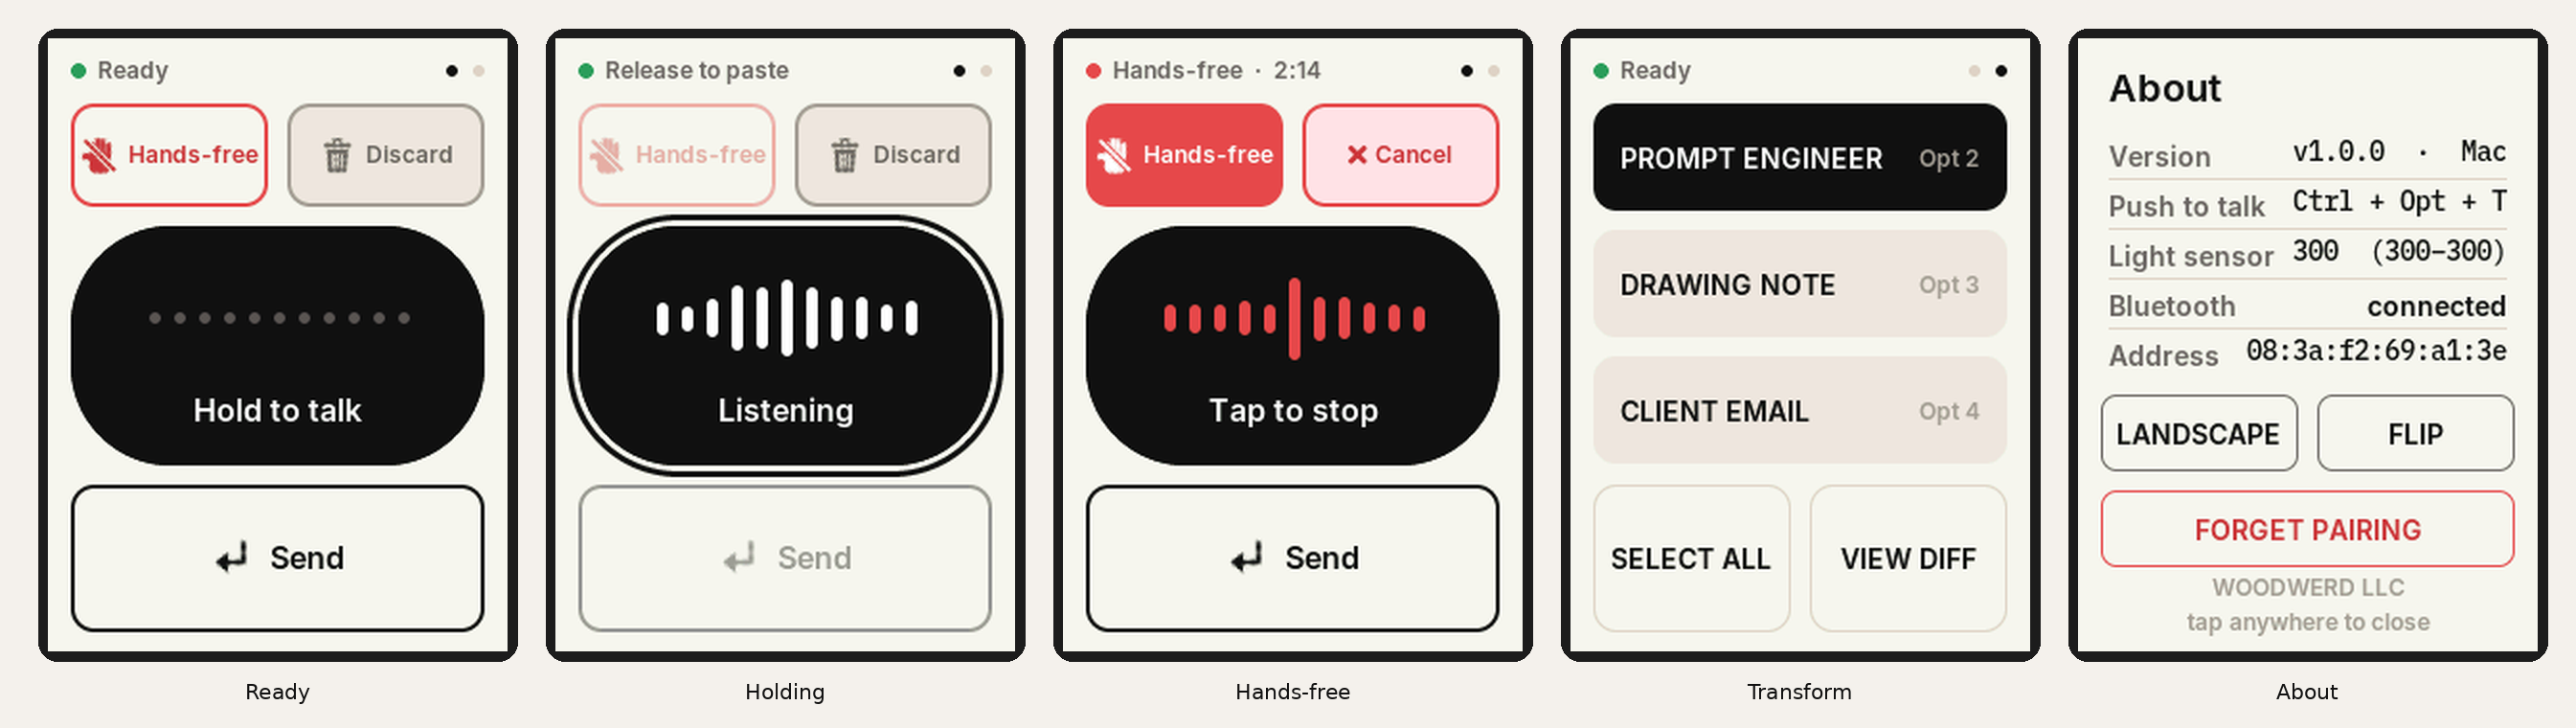 Ready
Hands-free
Discard
Hold to talk
Send
Ready
Release to paste
Hands-free
Discard
Listening
Send
Holding
Hands-free · 2:14
Hands-free
Cancel
Tap to stop
Send
Hands-free
Ready
PROMPT ENGINEER Opt 2
DRAWING NOTE Opt 3
CLIENT EMAIL Opt 4
SELECT ALL
VIEW DIFF
Transform
About
Version v1.0.0 · Mac
Push to talk Ctrl + Opt + T
Light sensor 300 (300–300)
Bluetooth connected
Address 08:3a:f2:69:a1:3e
LANDSCAPE
FLIP
FORGET PAIRING
WOODWERD LLC
tap anywhere to close
About